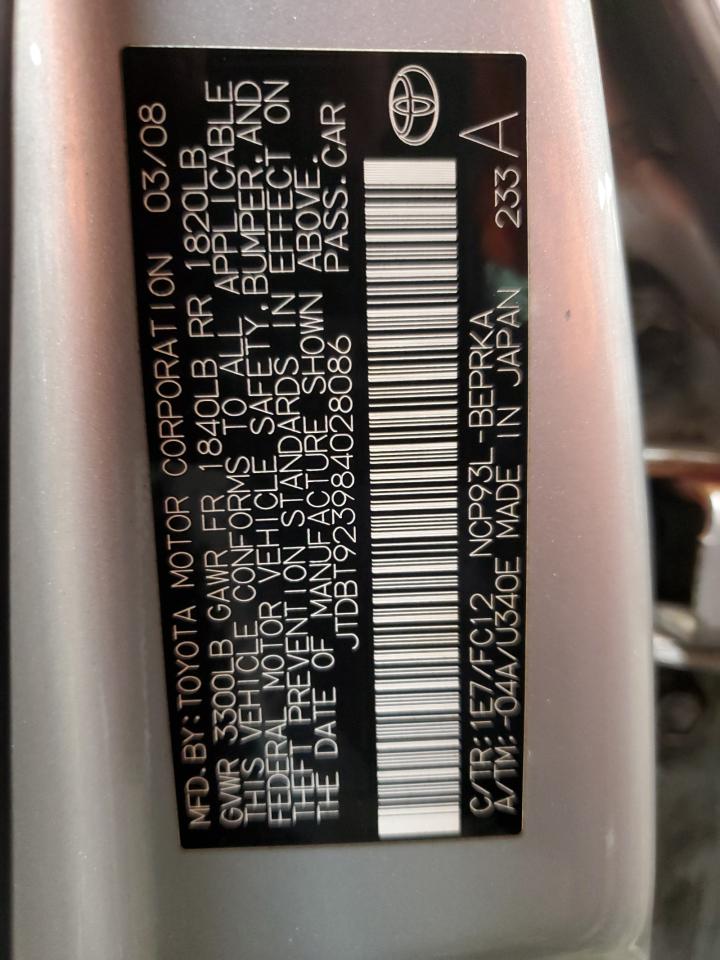 MFD. BY: TOYOTA MOTOR CORPORATION 03/08
GVWR 3300LB GAWR FR 1840LB RR 1820LB
THIS VEHICLE CONFORMS TO ALL APPLICABLE
FEDERAL MOTOR VEHICLE SAFETY, BUMPER, AND
THEFT PREVENTION STANDARDS IN EFFECT ON
THE DATE OF MANUFACTURE SHOWN ABOVE.
JTDBT923984028086 PASS. CAR
C/TR: 1E7/FC12 NCP93L-BEPRKA 233 A
A/TM: -04A/U340E MADE IN JAPAN